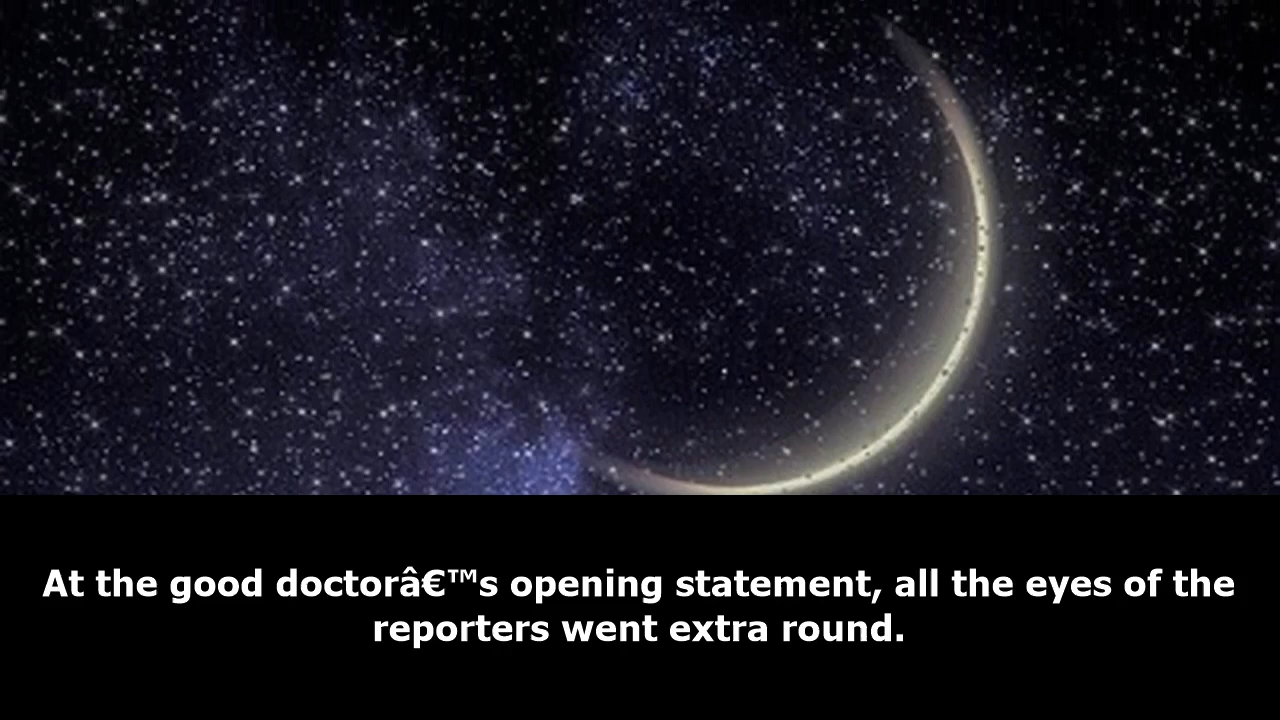 At the good doctorâ€™s opening statement, all the eyes of the
reporters went extra round.